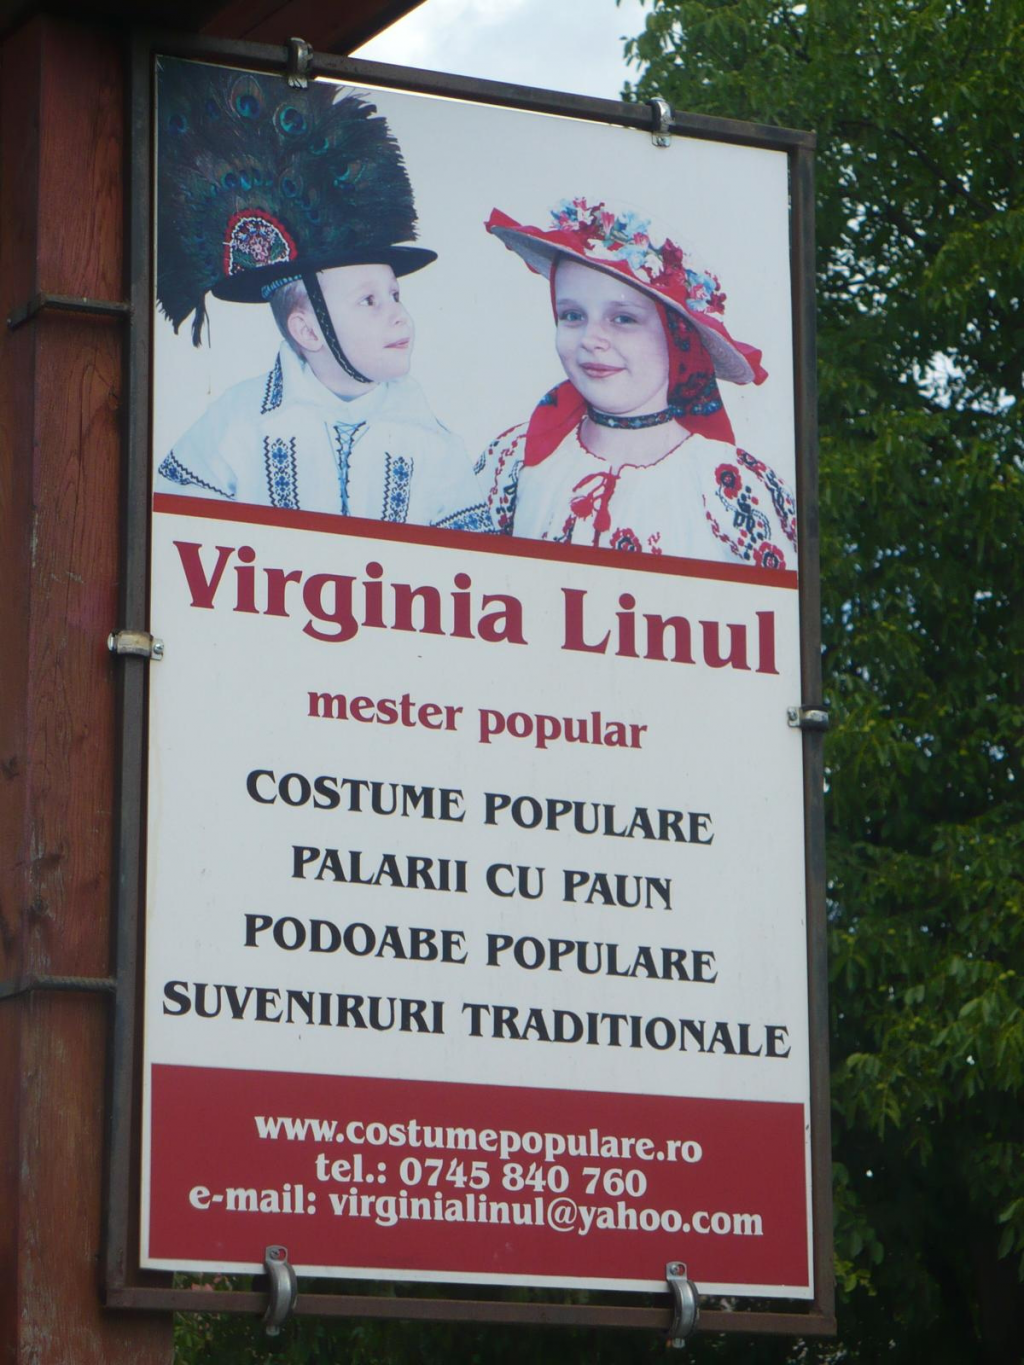 Virginia Linul
mester popular
COSTUME POPULARE
PALARII CU PAUN
PODOABE POPULARE
SUVENIRURI TRADITIONALE
www.costumepopulare.ro
tel.: 0745 840 760
e-mail: virginialinul@yahoo.com